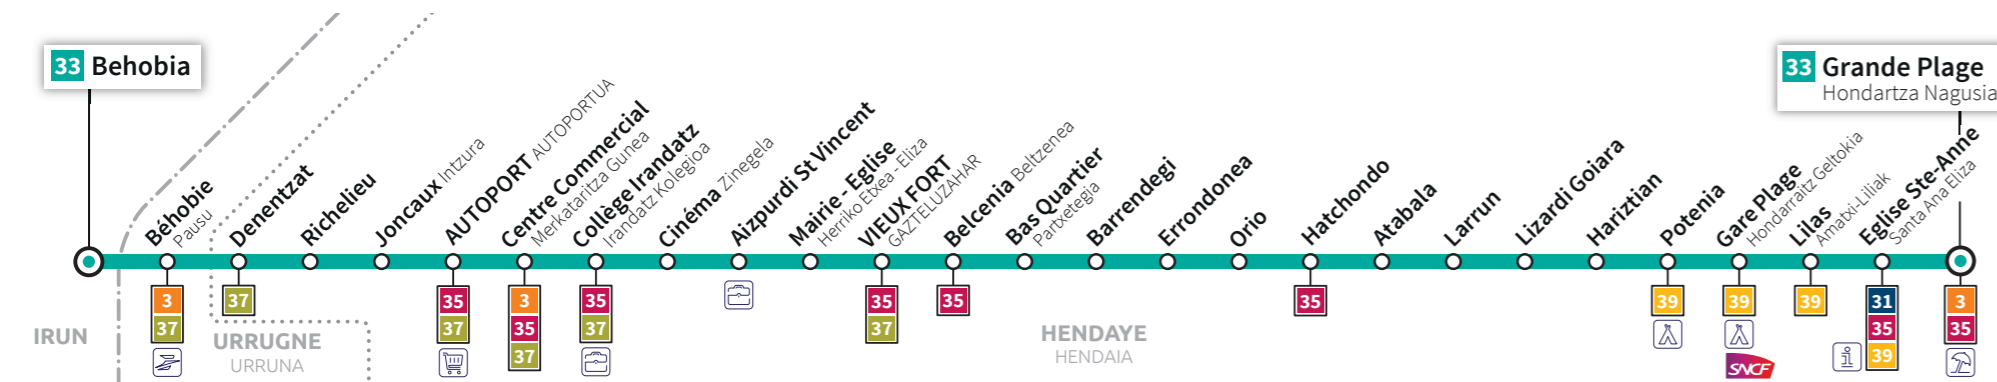 33 Behobia
33 Grande Plage
Hondartza Nagusia
Béhobie
Pausu
Denentzat
Richelieu
Joncaux Intzura
AUTOPORT AUTOPORTUA
Centre Commercial
Merkataritza Gunea
Collège Irandatz
Irandatz Kolegioa
Cinéma Zinegela
Aizpurdi St Vincent
Mairie - Eglise
Herriko Etxea - Eliza
VIEUX FORT
GAZTELUZAHAR
Belcenia Beltzenea
Bas Quartier
Partxetegia
Barrendegi
Errondonea
Orio
Hatchondo
Atabala
Larrun
Lizardi Goiara
Hariztian
Potenia
Gare Plage
Hondarraitz Geltokia
Lilas
Amatxi-Liliak
Eglise Ste-Anne
Santa Ana Eliza
3
37
37
35
37
3
35
37
35
37
35
37
35
35
39
39
SNCF
39
31
35
39
i
3
35
IRUN
URRUGNE
URRUNA
HENDAYE
HENDAIA